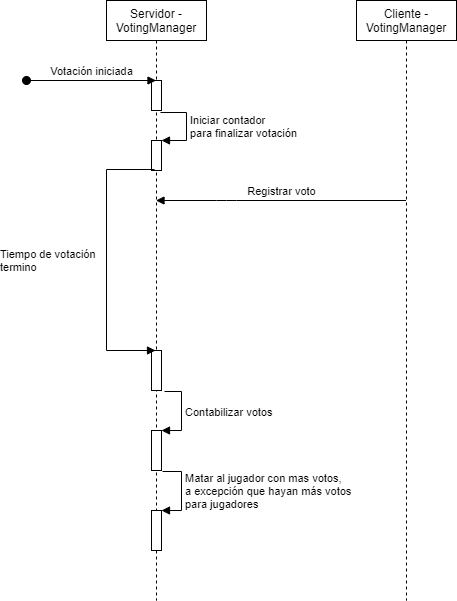 Servidor -
VotingManager
Cliente -
VotingManager
Votación iniciada
Iniciar contador
para finalizar votación
Registrar voto
Tiempo de votación
termino
Contabilizar votos
Matar al jugador con mas votos,
a excepción que hayan más votos
para jugadores